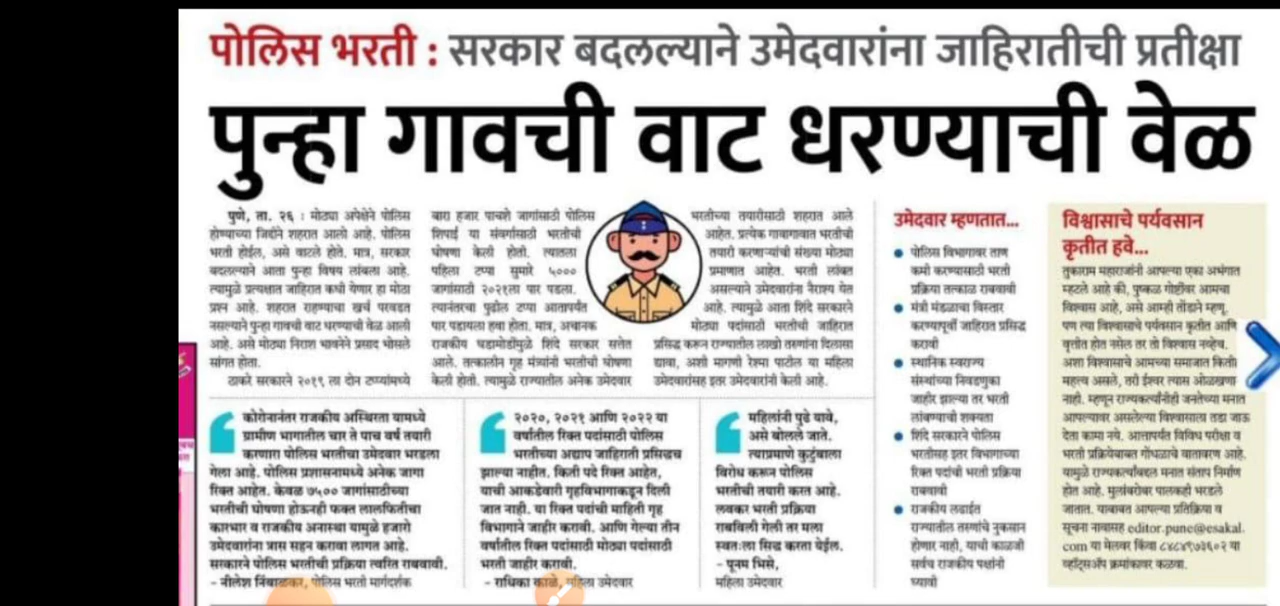 पोलिस भरती : सरकार बदलल्याने उमेदवारांना जाहिरातीची प्रतीक्षा
पुन्हा गावची वाट धरण्याची वेळ
पुणे, ता. २६ : मोठ्या अपेक्षेने पोलिस
होण्याच्या जिद्दीने शहरात आलो आहे. पोलिस
भरती होईल, असे वाटले होते. मात्र, सरकार
बदलल्याने आता पुन्हा विषय लांबला आहे.
त्यामुळे प्रत्यक्षात जाहिरात कधी येणार हा मोठा
प्रश्न आहे. शहरात राहण्याचा खर्च परवडत
नसल्याने पुन्हा गावची वाट धरण्याची वेळ आली
आहे. असे मोठ्या निराश भावनेने प्रसाद भोसले
सांगत होता.
ठाकरे सरकारने २०१९ ला दोन टप्प्यांमध्ये
बारा हजार पाचशे जागांसाठी पोलिस
शिपाई या संवर्गासाठी भरतीची
घोषणा केली होती. त्यातला
पहिला टप्पा सुमारे ५०००
जागांसाठी २०२१ला पार पडला.
त्यानंतरचा पुढील टप्पा आतापर्यंत
पार पडायला हवा होता. मात्र, अचानक
राजकीय घडामोडींमुळे शिंदे सरकार सत्तेत
आले. तत्कालीन गृह मंत्र्यांनी भरतीची घोषणा
केली होती. त्यामुळे राज्यातील अनेक उमेदवार
भरतीच्या तयारीसाठी शहरात आले
आहेत. प्रत्येक गावागावात भरतीची
तयारी करणाऱ्यांची संख्या मोठ्या
प्रमाणात आहेत. भरती लांबत
असल्याने उमेदवारांना नैराश्य येत
आहे. त्यामुळे आता शिंदे सरकारने
मोठ्या पदांसाठी भरतीची जाहिरात
प्रसिद्ध करून राज्यातील लाखो तरुणांना दिलासा
द्यावा, अशी मागणी रेश्मा पाटील या महिला
उमेदवारांसह इतर उमेदवारांनी केली आहे.
कोरोनानंतर राजकीय अस्थिरता यामध्ये
ग्रामीण भागातील चार ते पाच वर्ष तयारी
करणारा पोलिस भरतीचा उमेदवार भरडला
गेला आहे. पोलिस प्रशासनामध्ये अनेक जागा
रिक्त आहेत. केवळ ७५०० जागांसाठीच्या
भरतीची घोषणा होऊनही फक्त लालफितीचा
कारभार व राजकीय अनास्था यामुळे हजारो
उमेदवारांना त्रास सहन करावा लागत आहे.
सरकारने पोलिस भरतीची प्रक्रिया त्वरित राबवावी.
- नीलेश निंबाळकर, पोलिस भरती मार्गदर्शक
२०२०, २०२१ आणि २०२२ या
वर्षातील रिक्त पदांसाठी पोलिस
भरतीच्या अद्याप जाहिराती प्रसिद्धच
झाल्या नाहीत. किती पदे रिक्त आहेत,
याची आकडेवारी गृहविभागाकडून दिली
जात नाही. या रिक्त पदांची माहिती गृह
विभागाने जाहीर करावी. आणि गेल्या तीन
वर्षातील रिक्त पदांसाठी मोठ्या पदांसाठी
भरती जाहीर करावी.
- राधिका काळे, महिला उमेदवार
महिलांनी पुढे यावे,
असे बोलले जाते.
त्याप्रमाणे कुटुंबाला
विरोध करून पोलिस
भरतीची तयारी करत आहे.
लवकर भरती प्रक्रिया
राबविली गेली तर मला
स्वतःला सिद्ध करता येईल.
- पूनम भिसे,
महिला उमेदवार
उमेदवार म्हणतात...
पोलिस विभागावर ताण
कमी करण्यासाठी भरती
प्रक्रिया तत्काळ राबवावी
मंत्री मंडळाचा विस्तार
करण्यापूर्वी जाहिरात प्रसिद्ध
करावी
स्थानिक स्वराज्य
संस्थांच्या निवडणुका
जाहीर झाल्या तर भरती
लांबण्याची शक्यता
शिंदे सरकारने पोलिस
भरतीसह इतर विभागाच्या
रिक्त पदांची भरती प्रक्रिया
राबवावी
राजकीय लढाईत
राज्यातील तरुणांचे नुकसान
होणार नाही, याची काळजी
सर्वच राजकीय पक्षांनी
घ्यावी
विश्वासाचे पर्यवसान
कृतीत हवे...
तुकाराम महाराजांनी आपल्या एका अभंगात
म्हटले आहे की, पुष्कळ गोष्टींवर आमचा
विश्वास आहे, असे आम्ही तोंडाने म्हणू,
पण त्या विश्वासाचे पर्यवसान कृतीत आणि
वृत्तीत होत नसेल तर तो विश्वास नव्हेच.
अशा विश्वासाचे आमच्या समाजात किती
महत्व असले, तरी ईश्वर त्यास ओळखणा
नाही. म्हणून राज्यकर्त्यांनीही जनतेच्या मनात
आपल्यावर असलेल्या विश्वासाला तडा जाऊ
देता कामा नये. आत्तापर्यंत विविध परीक्षा व
भरती प्रक्रियेबाबत गोंधळाचे वातावरण आहे.
यामुळे राज्यकर्त्यांबद्दल मनात संताप निर्माण
होत आहे. मुलांबरोबर पालकही भरडले
जातात. याबाबत आपल्या प्रतिक्रिया व
सूचना नावासह editor.pune@esakal.
com या मेलवर किंवा ८४८४९७३६०२ या
व्हॉट्सॲप क्रमांकावर कळवा.